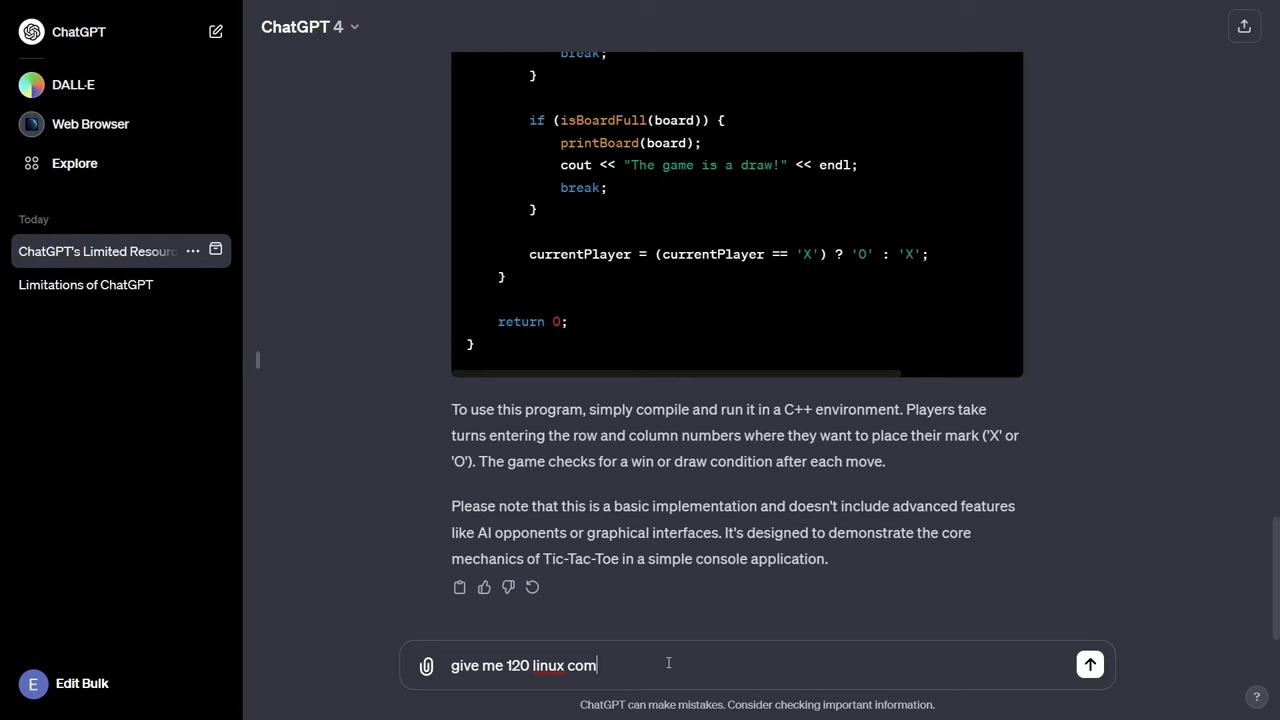 ChatGPT
DALL·E
Web Browser
Explore
Today
ChatGPT's Limited Resourc
Limitations of ChatGPT
Edit Bulk
E
ChatGPT 4
break;
}
if (isBoardFull(board)) {
printBoard(board);
cout << "The game is a draw!" << endl;
break;
}
currentPlayer = (currentPlayer == 'X') ? 'O' : 'X';
}
return 0;
}
To use this program, simply compile and run it in a C++ environment. Players take
turns entering the row and column numbers where they want to place their mark ('X' or
'O'). The game checks for a win or draw condition after each move.
Please note that this is a basic implementation and doesn't include advanced features
like AI opponents or graphical interfaces. It's designed to demonstrate the core
mechanics of Tic-Tac-Toe in a simple console application.
give me 120 linux com
ChatGPT can make mistakes. Consider checking important information.
?